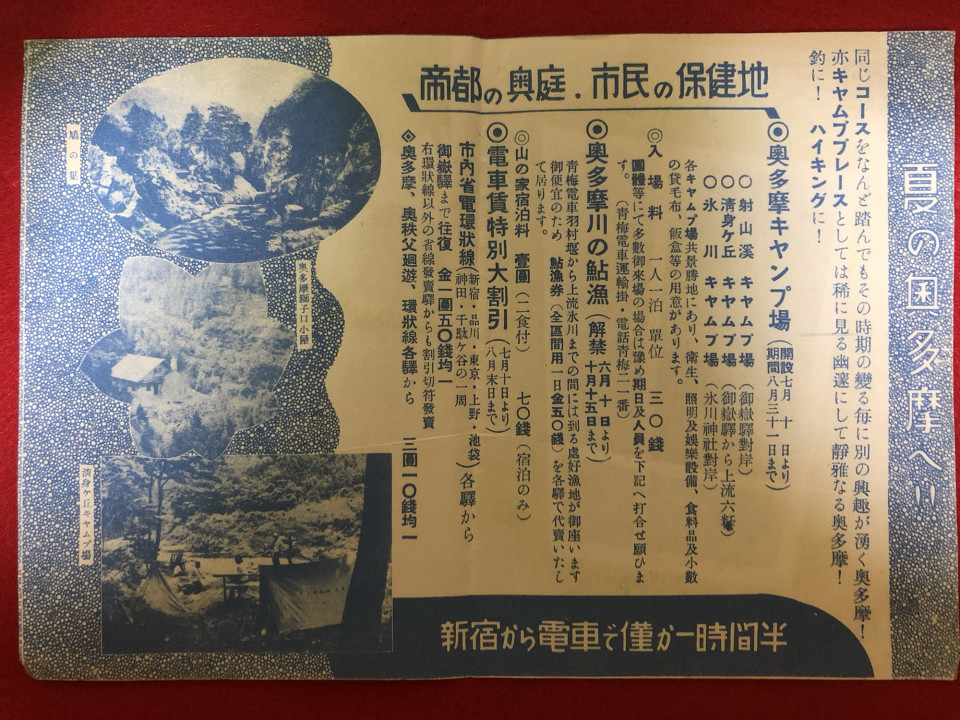 夏の奥多摩へ!!
同じコースをなんど踏んでもその時期の變る毎に別の興趣が湧く奥多摩!
亦キャムププレースとしては稀に見る幽邃にして靜雅なる奥多摩!
釣に! ハイキングに!
帝都の奥庭・市民の保健地
◉奥多摩キャンプ場(開設期間 七月十日より 八月三十一日まで)
○射山溪キャムプ場(御嶽驛對岸)
○淸身ケ丘キャムプ場(御嶽驛から上流六粁)
○氷川キャムプ場(氷川神社對岸)
各キャムプ場共景勝地にあり、衛生、照明及娯樂設備、食料品及小數
の貸毛布、飯盒等の用意があります。
◎入場料 一人一泊 單位 三〇錢
團體等にて多數御來場の場合は豫め期日及人員を下記へ打合せ願ひま
す。(靑梅電車運輸掛・電話靑梅二一番)
◉奥多摩川の鮎漁(解禁 六月十日より 十月十五日まで)
靑梅電車羽村堰から上流氷川までの間には到る處好漁地が御座います
御便宜のため 鮎漁券(全區間用一日金五〇錢)を各驛で代賣いたし
て居ります。
◎山の家宿泊料 壹圓(二食付) 七〇錢(宿泊のみ)
◉電車賃特別大割引(七月十日より 八月末日まで)
市內省電環狀線(新宿・品川・東京・上野・池袋・神田・千駄ケ谷の一周)各驛から
御嶽驛まで往復 金一圓五〇錢均一
右環狀線以外の省線發賣驛からも割引切符發賣
◈奥多摩、奥秩父廻遊、環狀線各驛から 三圓一〇錢均一
新宿から電車で僅か一時間半
鳩の巢
奥多摩獅子口小屋
淸身ケ丘キャムプ場